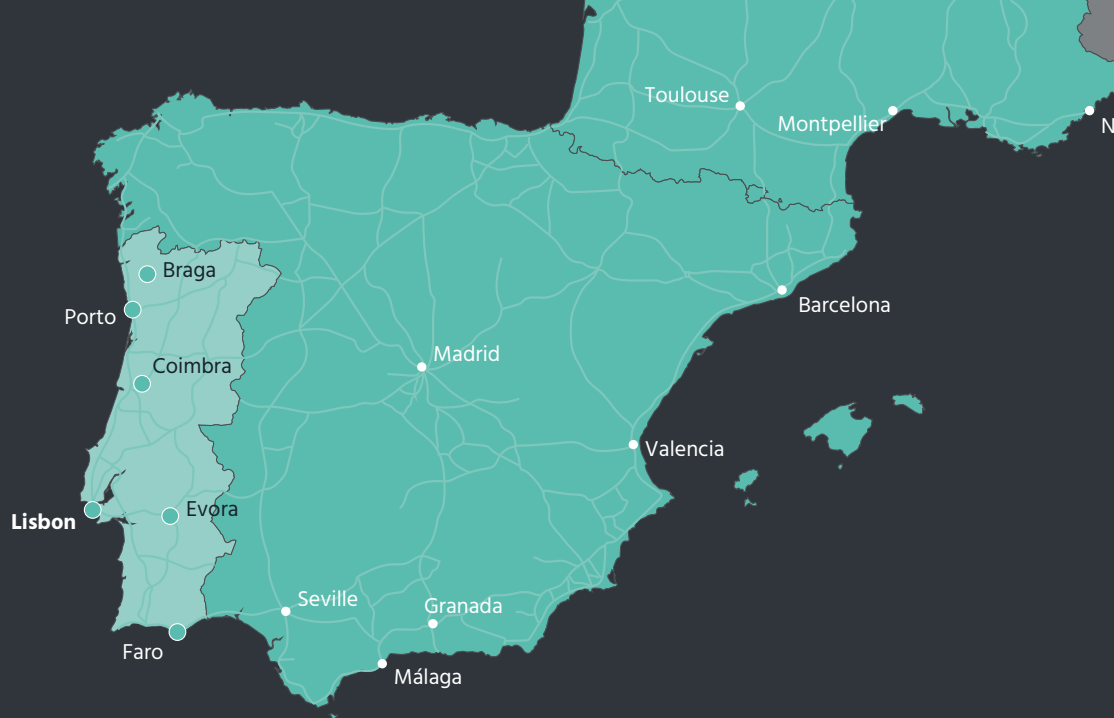 Toulouse
Montpellier
N
Braga
Porto
Barcelona
Madrid
Coimbra
Valencia
Evora
Lisbon
Seville
Granada
Faro
Málaga